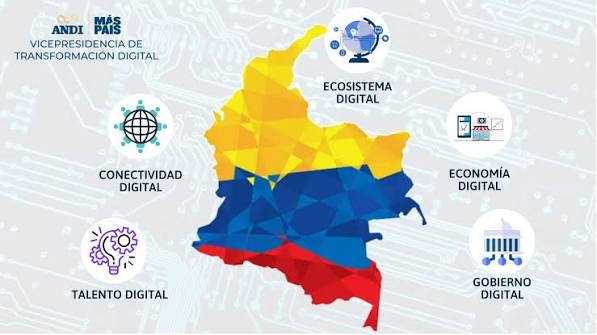 ANDI
MÁS
PAÍS
VICEPRESIDENCIA DE
TRANSFORMACIÓN DIGITAL
ECOSISTEMA
DIGITAL
CONECTIVIDAD
DIGITAL
ECONOMÍA
DIGITAL
TALENTO DIGITAL
GOBIERNO
DIGITAL